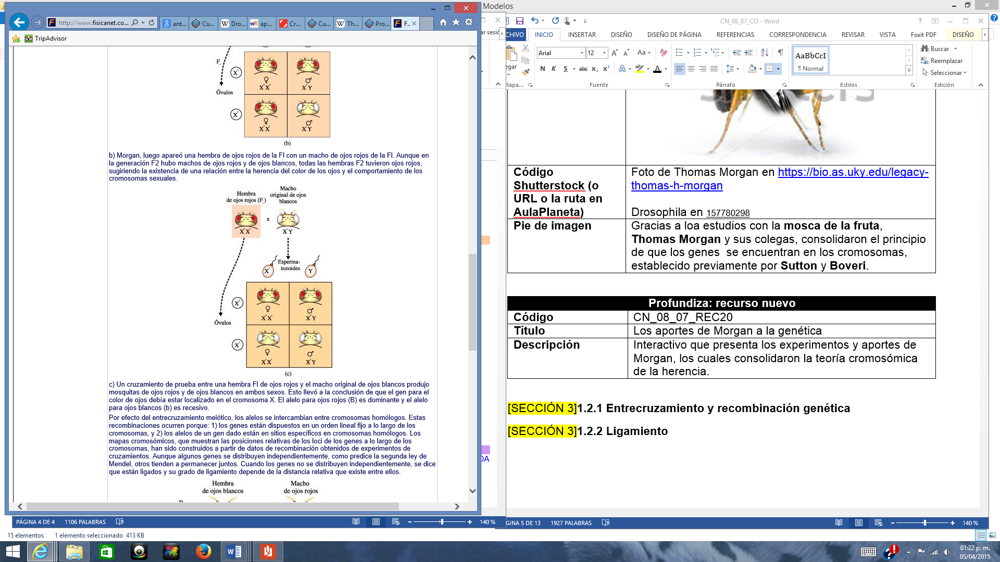 Modelos
http://www.fisicanet.co...
ant...
Cu...
Dro...
ap...
Cr...
Cu...
Th...
Pro...
F...
TripAdvisor
F
Óvulos
(b)
b) Morgan, luego apareó una hembra de ojos rojos de la FI con un macho de ojos rojos de la FI. Aunque en
la generación F2 hubo machos de ojos rojos y de ojos blancos, todas las hembras F2 tuvieron ojos rojos,
sugiriendo la existencia de una relación entre la herencia del color de los ojos y el comportamiento de los
cromosomas sexuales.
Hembra
de ojos rojos (F )
Macho
original de ojos
blancos
x
Esperma-
tozoides
Y
Óvulos
(c)
c) Un cruzamiento de prueba entre una hembra FI de ojos rojos y el macho original de ojos blancos produjo
mosquitas de ojos rojos y de ojos blancos en ambos sexos. Esto llevó a la conclusión de que el gen para el
color de ojos debía estar localizado en el cromosoma X. El alelo para ojos rojos (B) es dominante y el alelo
para ojos blancos (b) es recesivo.
Por efecto del entrecruzamiento meiótico, los alelos se intercambian entre cromosomas homólogos. Estas
recombinaciones ocurren porque: 1) los genes están dispuestos en un orden lineal fijo a lo largo de los
cromosomas, y 2) los alelos de un gen dado están en sitios específicos en cromosomas homólogos. Los
mapas cromosómicos, que muestran las posiciones relativas de los loci de los genes a lo largo de los
cromosomas, han sido construidos a partir de datos de recombinación obtenidos de experimentos de
cruzamientos. Aunque algunos genes se distribuyen independientemente, como predice la segunda ley de
Mendel, otros tienden a permanecer juntos. Cuando los genes no se distribuyen independientemente, se dice
que están ligados y su grado de ligamiento depende de la distancia relativa que existe entre ellos.
Hembra
de ojos blancos
Macho
de ojos rojos
PÁGINA 4 DE 4 1106 PALABRAS 140 %
CN_08_07_CO - Word
CHIVO INICIO INSERTAR DISEÑO DISEÑO DE PÁGINA REFERENCIAS CORRESPONDENCIA REVISAR VISTA Foxit PDF DISEÑO
Arial 12
N K S abc x₂ x²
Fuente
Párrafo
AaBbCcI
¶ Normal
Estilos
Buscar
Reemplazar
Seleccionar
Edición
Código
Shutterstock (o
URL o la ruta en
AulaPlaneta)
Foto de Thomas Morgan en https://bio.as.uky.edu/legacy-
thomas-h-morgan
Drosophila en 157780298
Pie de imagen
Gracias a loa estudios con la mosca de la fruta,
Thomas Morgan y sus colegas, consolidaron el principio
de que los genes se encuentran en los cromosomas,
establecido previamente por Sutton y Boveri.
Profundiza: recurso nuevo
Código CN_08_07_REC20
Título Los aportes de Morgan a la genética
Descripción
Interactivo que presenta los experimentos y aportes de
Morgan, los cuales consolidaron la teoría cromosómica
de la herencia.
[SECCIÓN 3]1.2.1 Entrecruzamiento y recombinación genética
[SECCIÓN 3]1.2.2 Ligamiento
GINA 5 DE 13 1927 PALABRAS 140 %
15 elementos 1 elemento seleccionado 413 KB
01:22 p. m.
05/04/2015